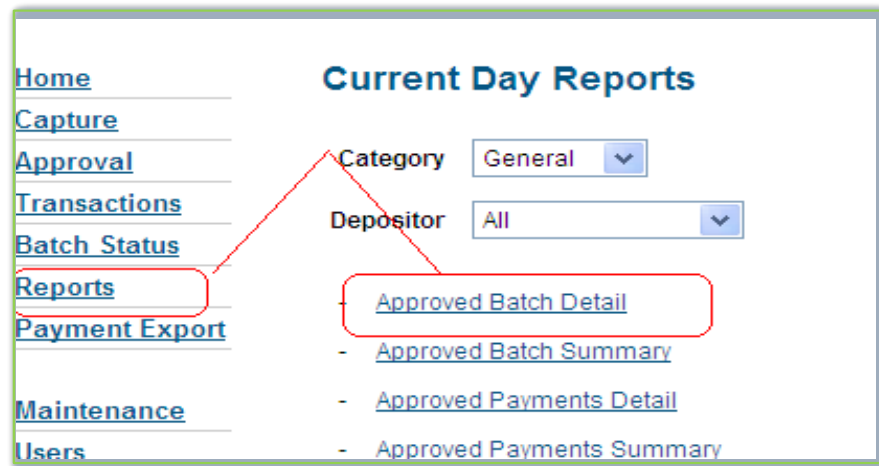 Home
Capture
Approval
Transactions
Batch Status
Reports
Payment Export
Maintenance
Users
Current Day Reports
Category General
Depositor All
- Approved Batch Detail
- Approved Batch Summary
- Approved Payments Detail
- Approved Payments Summary